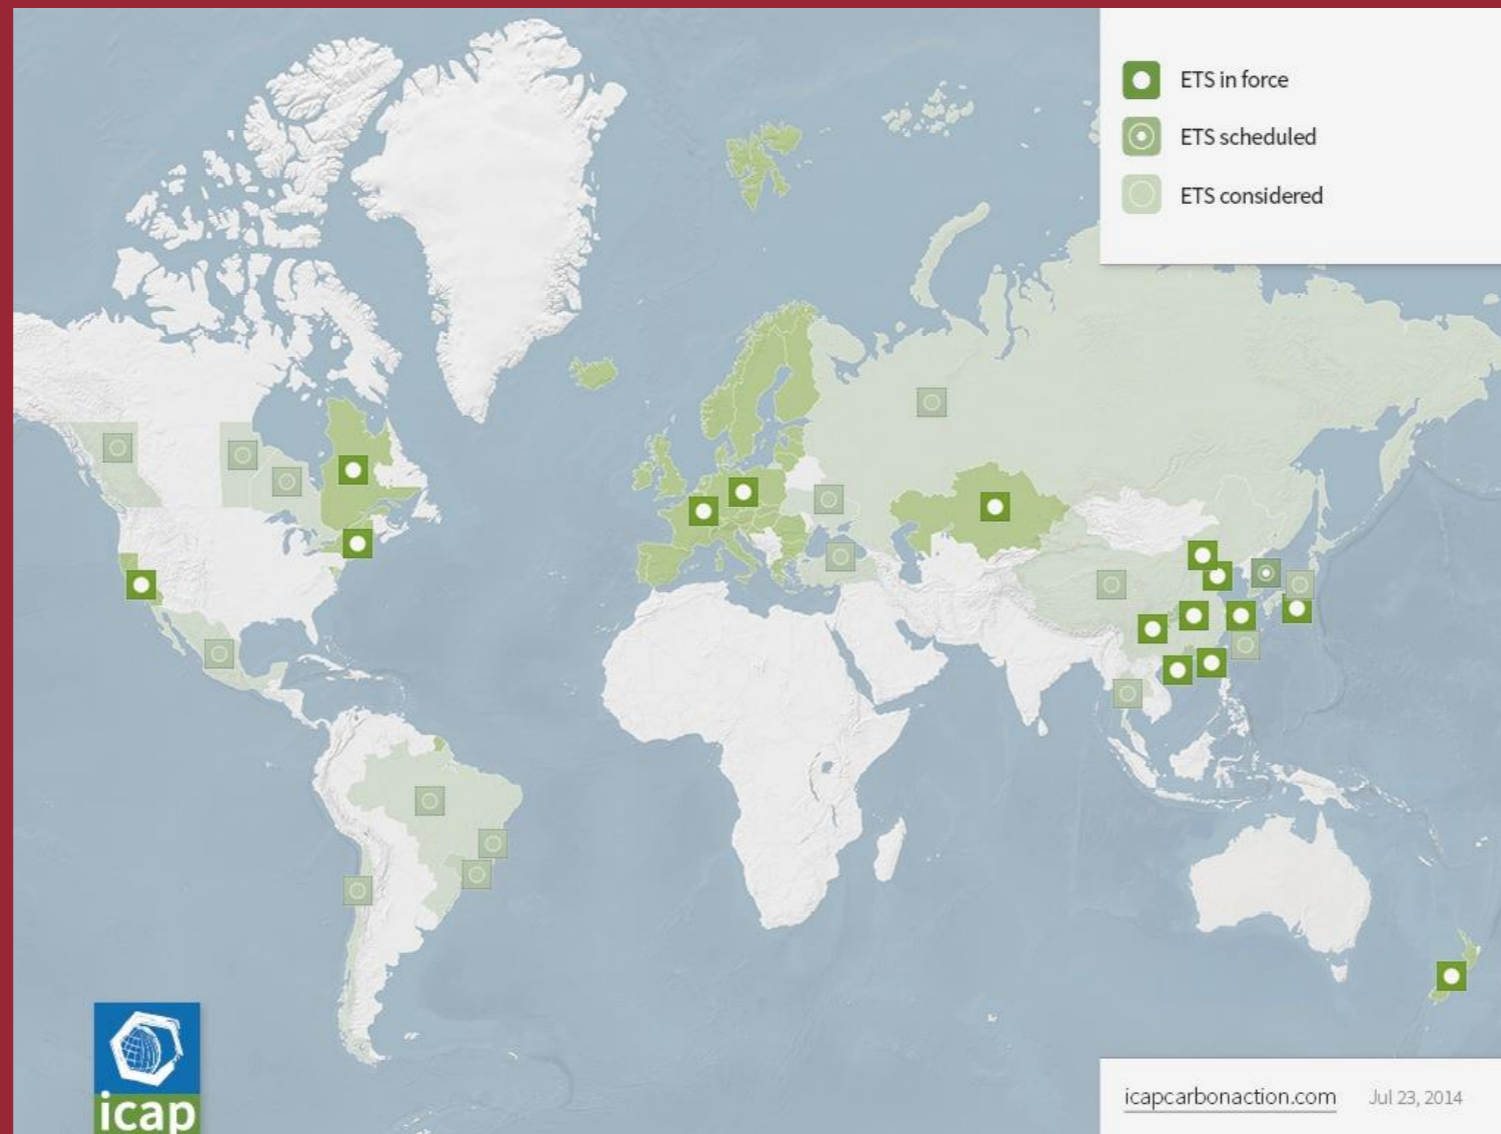 ETS in force
ETS scheduled
ETS considered
icap
icapcarbonaction.com Jul 23, 2014